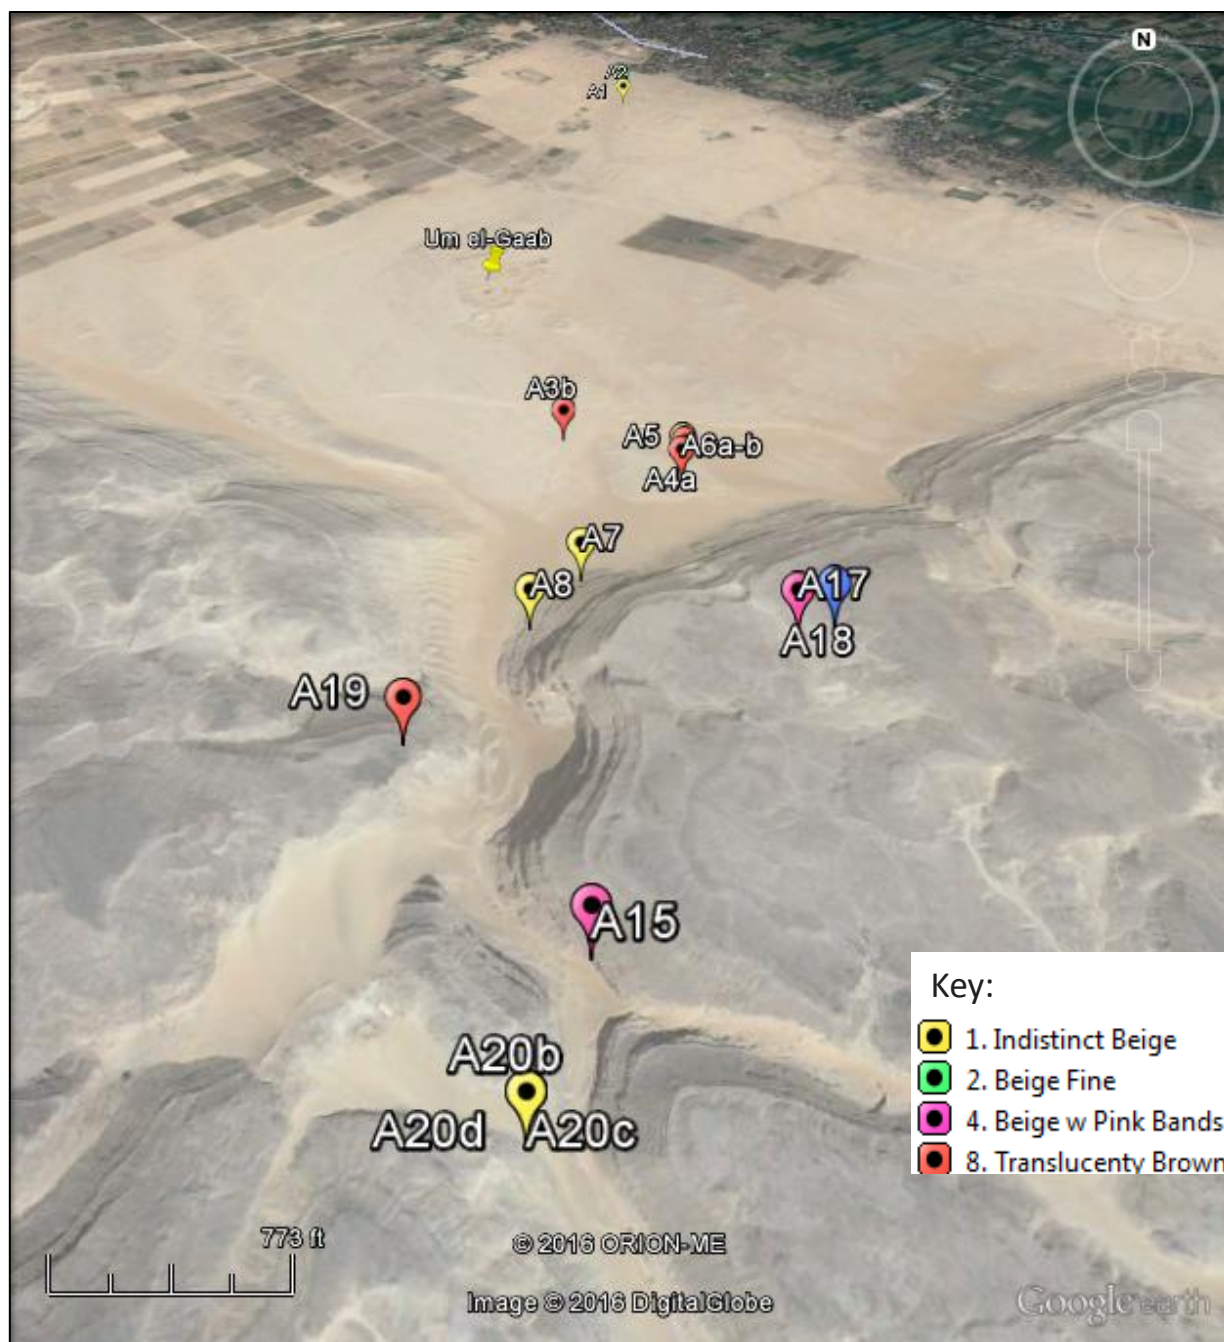 N
A2
A1
Um el-Gaab
A3b
A5
A6a-b
A4a
A7
A8
A17
A18
A19
A15
Key:
1. Indistinct Beige
2. Beige Fine
4. Beige w Pink Bands
8. Translucenty Brown
A20b
A20d
A20c
773 ft
© 2016 ORION-ME
Image © 2016 DigitalGlobe
Google earth